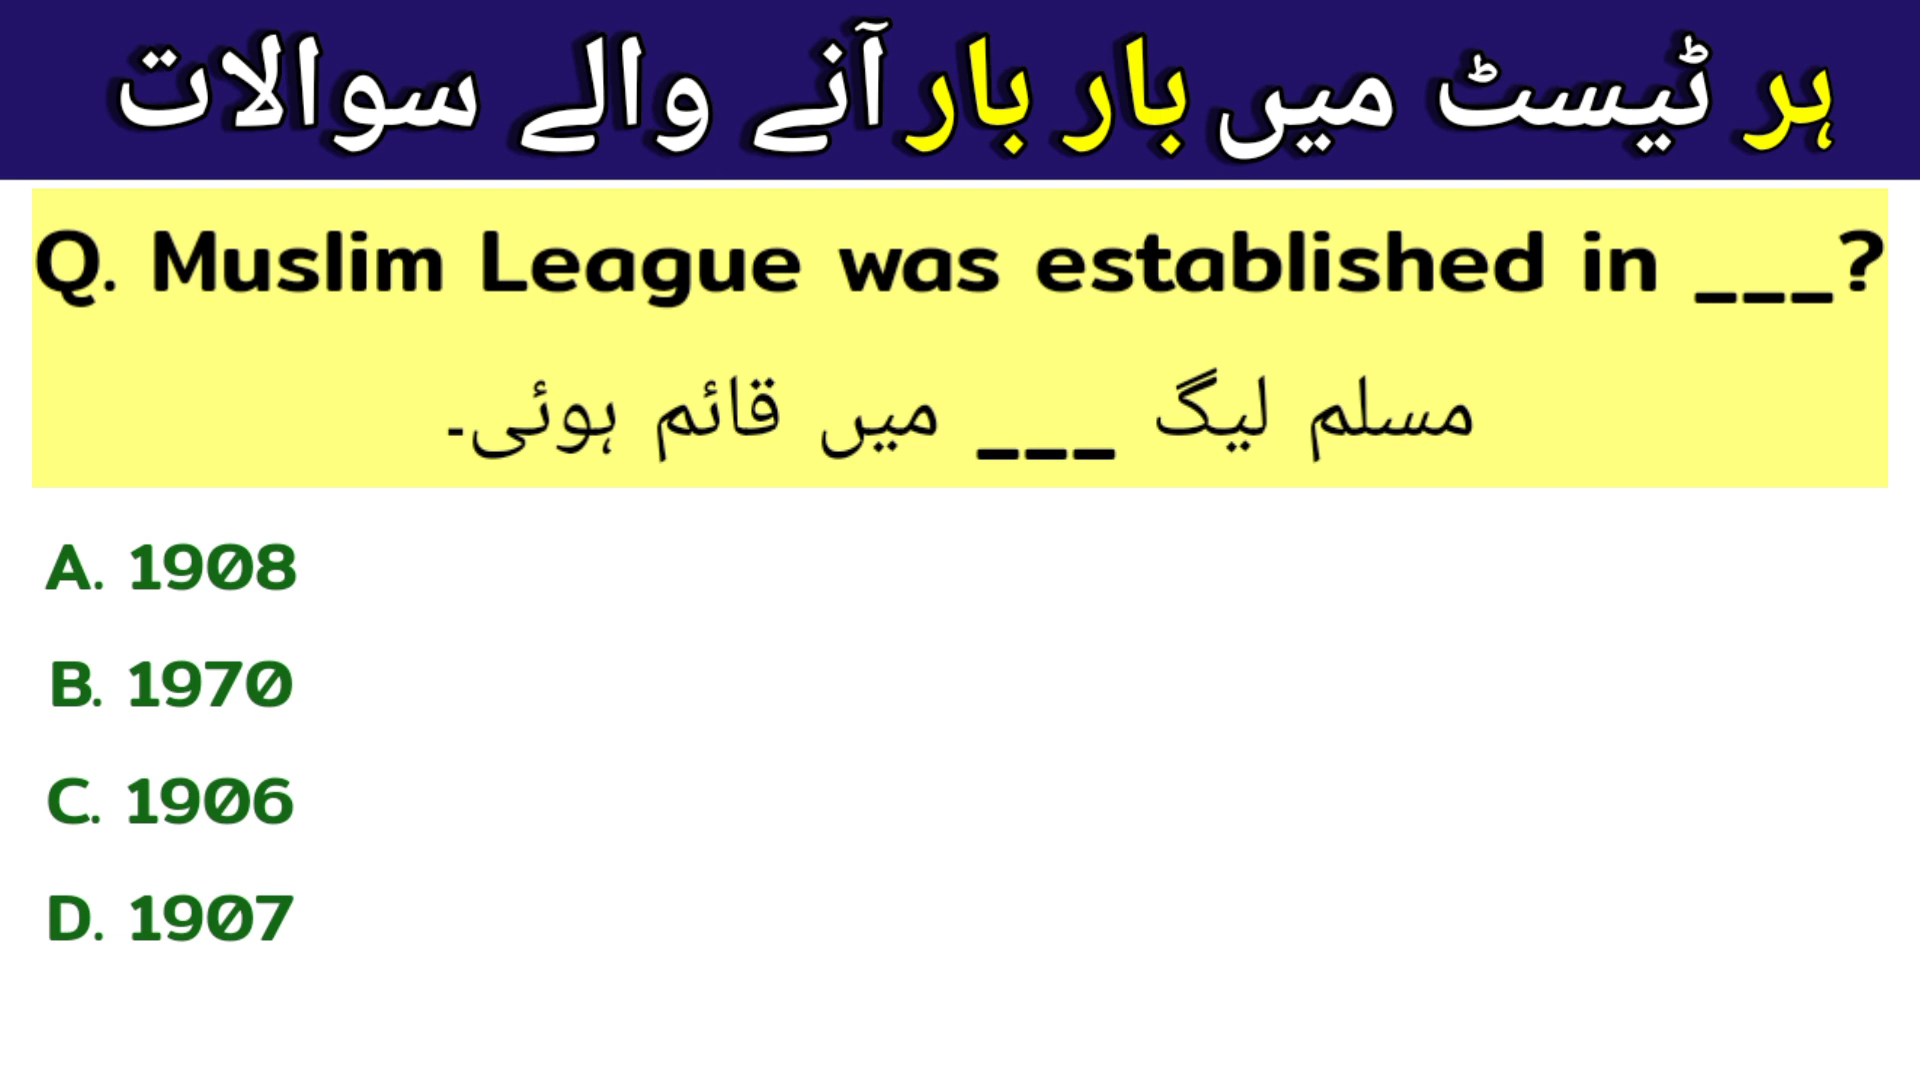 ہر ٹیسٹ میں بار بار آنے والے سوالات
Q. Muslim League was established in ___?
مسلم لیگ ___ میں قائم ہوئی۔
A. 1908
B. 1970
C. 1906
D. 1907